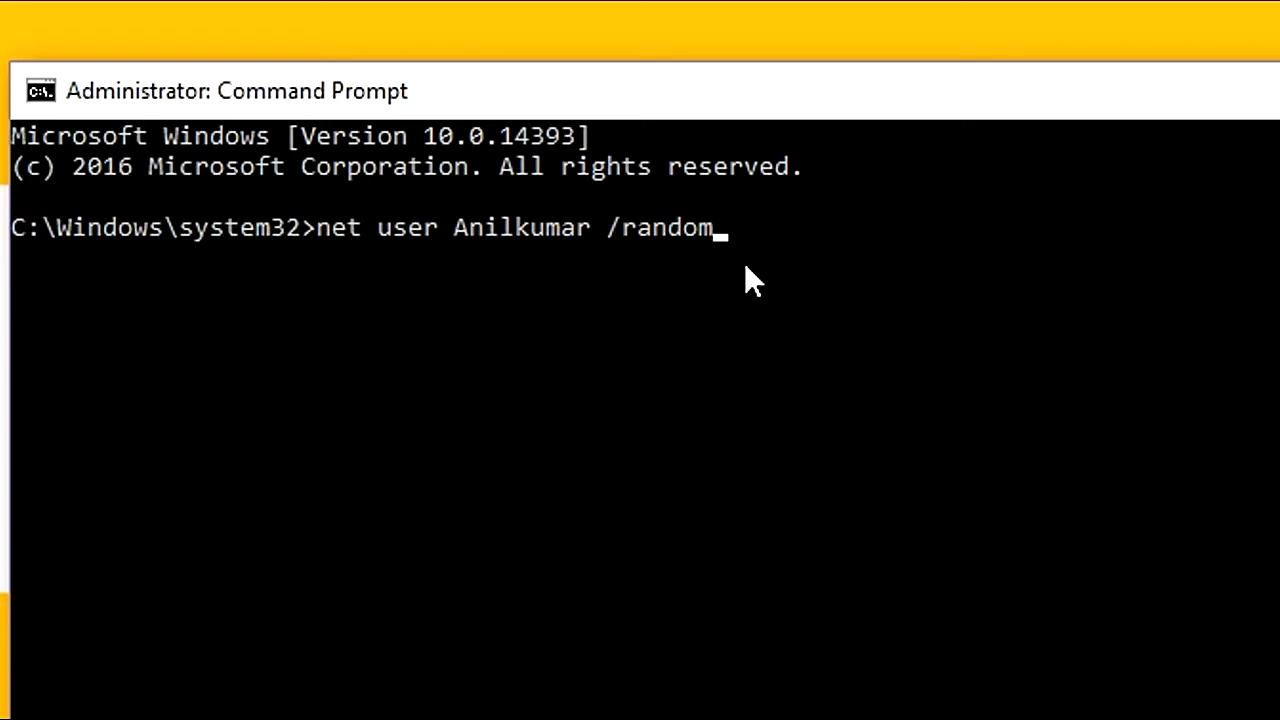 Administrator: Command Prompt
Microsoft Windows [Version 10.0.14393]
(c) 2016 Microsoft Corporation. All rights reserved.
C:\Windows\system32>net user Anilkumar /random